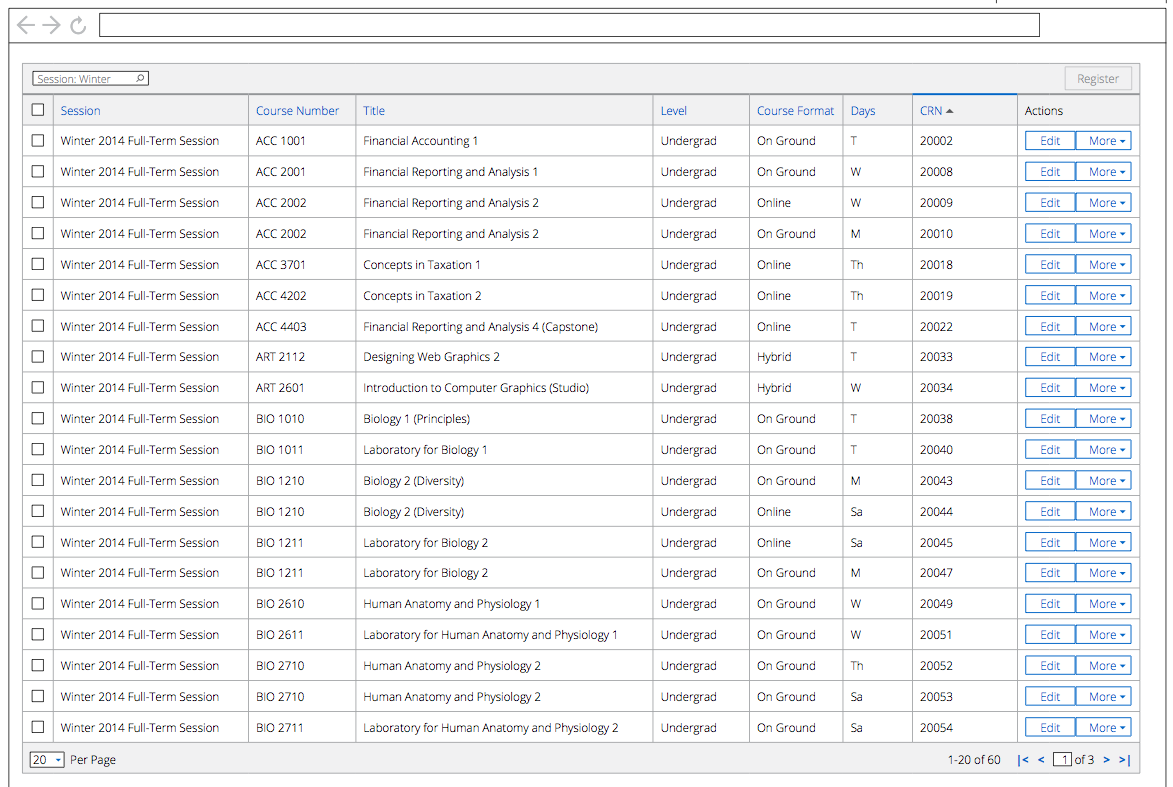 Session: Winter Register
Session Course Number Title Level Course Format Days CRN Actions
Winter 2014 Full-Term Session ACC 1001 Financial Accounting 1 Undergrad On Ground T 20002 Edit More
Winter 2014 Full-Term Session ACC 2001 Financial Reporting and Analysis 1 Undergrad On Ground W 20008 Edit More
Winter 2014 Full-Term Session ACC 2002 Financial Reporting and Analysis 2 Undergrad Online W 20009 Edit More
Winter 2014 Full-Term Session ACC 2002 Financial Reporting and Analysis 2 Undergrad On Ground M 20010 Edit More
Winter 2014 Full-Term Session ACC 3701 Concepts in Taxation 1 Undergrad Online Th 20018 Edit More
Winter 2014 Full-Term Session ACC 4202 Concepts in Taxation 2 Undergrad Online Th 20019 Edit More
Winter 2014 Full-Term Session ACC 4403 Financial Reporting and Analysis 4 (Capstone) Undergrad Online T 20022 Edit More
Winter 2014 Full-Term Session ART 2112 Designing Web Graphics 2 Undergrad Hybrid T 20033 Edit More
Winter 2014 Full-Term Session ART 2601 Introduction to Computer Graphics (Studio) Undergrad Hybrid W 20034 Edit More
Winter 2014 Full-Term Session BIO 1010 Biology 1 (Principles) Undergrad On Ground T 20038 Edit More
Winter 2014 Full-Term Session BIO 1011 Laboratory for Biology 1 Undergrad On Ground T 20040 Edit More
Winter 2014 Full-Term Session BIO 1210 Biology 2 (Diversity) Undergrad On Ground M 20043 Edit More
Winter 2014 Full-Term Session BIO 1210 Biology 2 (Diversity) Undergrad Online Sa 20044 Edit More
Winter 2014 Full-Term Session BIO 1211 Laboratory for Biology 2 Undergrad Online Sa 20045 Edit More
Winter 2014 Full-Term Session BIO 1211 Laboratory for Biology 2 Undergrad On Ground M 20047 Edit More
Winter 2014 Full-Term Session BIO 2610 Human Anatomy and Physiology 1 Undergrad On Ground W 20049 Edit More
Winter 2014 Full-Term Session BIO 2611 Laboratory for Human Anatomy and Physiology 1 Undergrad On Ground W 20051 Edit More
Winter 2014 Full-Term Session BIO 2710 Human Anatomy and Physiology 2 Undergrad On Ground Th 20052 Edit More
Winter 2014 Full-Term Session BIO 2710 Human Anatomy and Physiology 2 Undergrad On Ground Sa 20053 Edit More
Winter 2014 Full-Term Session BIO 2711 Laboratory for Human Anatomy and Physiology 2 Undergrad On Ground Sa 20054 Edit More
20 Per Page 1-20 of 60 |< < 1 of 3 > >|